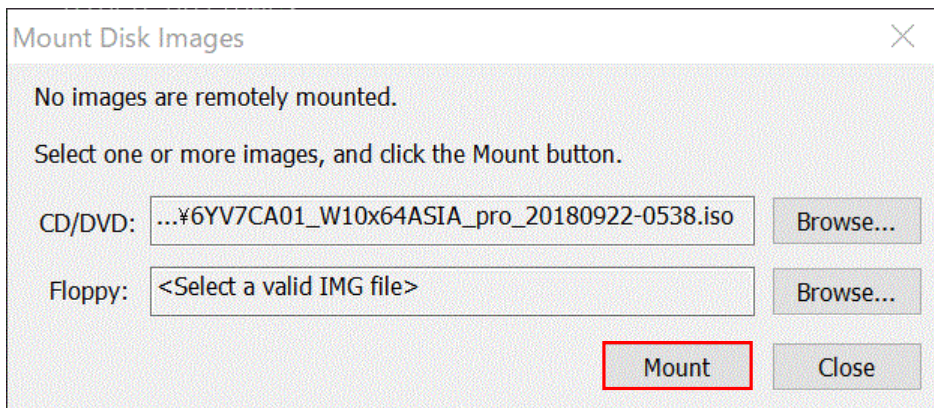 Mount Disk Images
No images are remotely mounted.
Select one or more images, and click the Mount button.
CD/DVD: ...¥6YV7CA01_W10x64ASIA_pro_20180922-0538.iso Browse...
Floppy: <Select a valid IMG file> Browse...
Mount Close